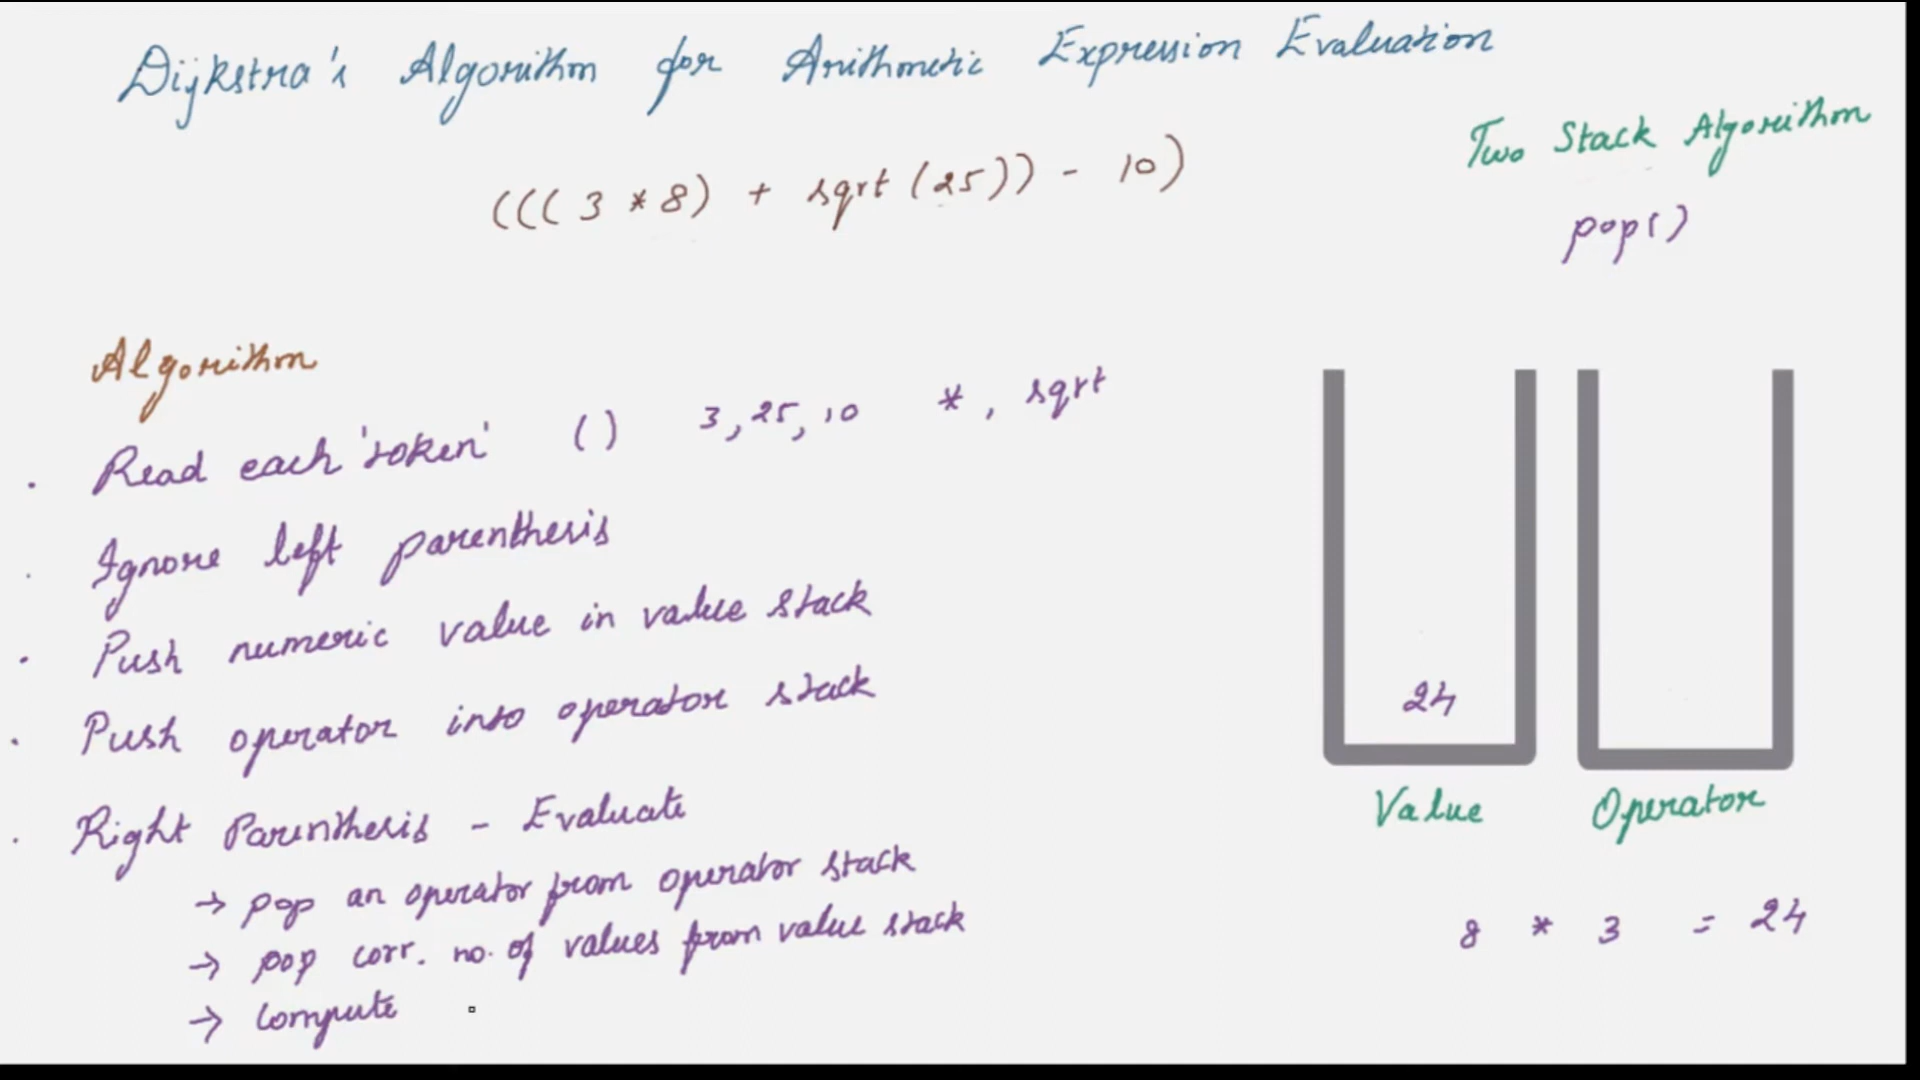 Dijkstra's Algorithm for Arithmetic Expression Evaluation
Two Stack Algorithm
(((3 * 8) + sqrt (25)) - 10)
pop()
Algorithm
. Read each 'token' () 3, 25, 10 *, sqrt
. Ignore left parenthesis
. Push numeric value in value stack
. Push operator into operator stack
24
. Right Parenthesis - Evaluate
Value Operator
→ pop an operator from operator stack
→ pop corr. no. of values from value stack
8 * 3 = 24
→ Compute